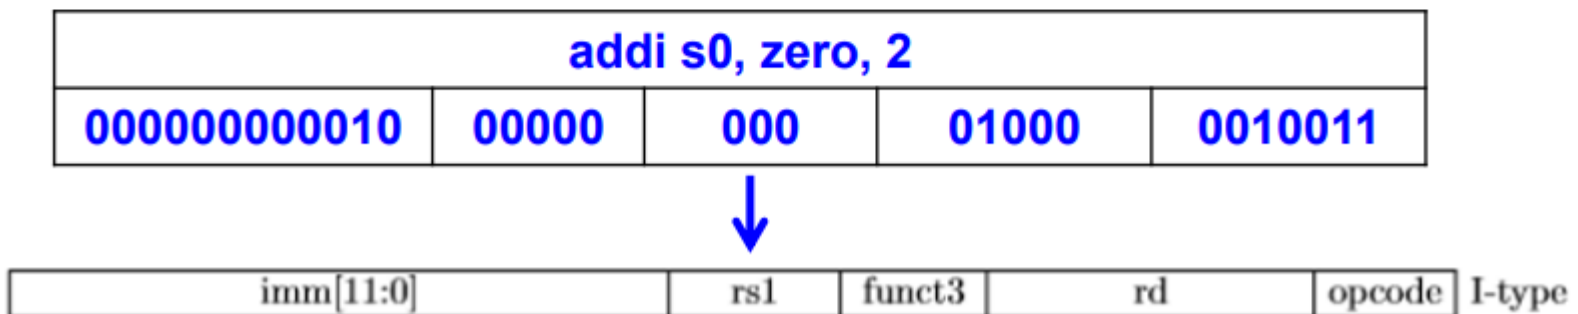 addi s0, zero, 2
000000000010 00000 000 01000 0010011
imm[11:0] rs1 funct3 rd opcode I-type